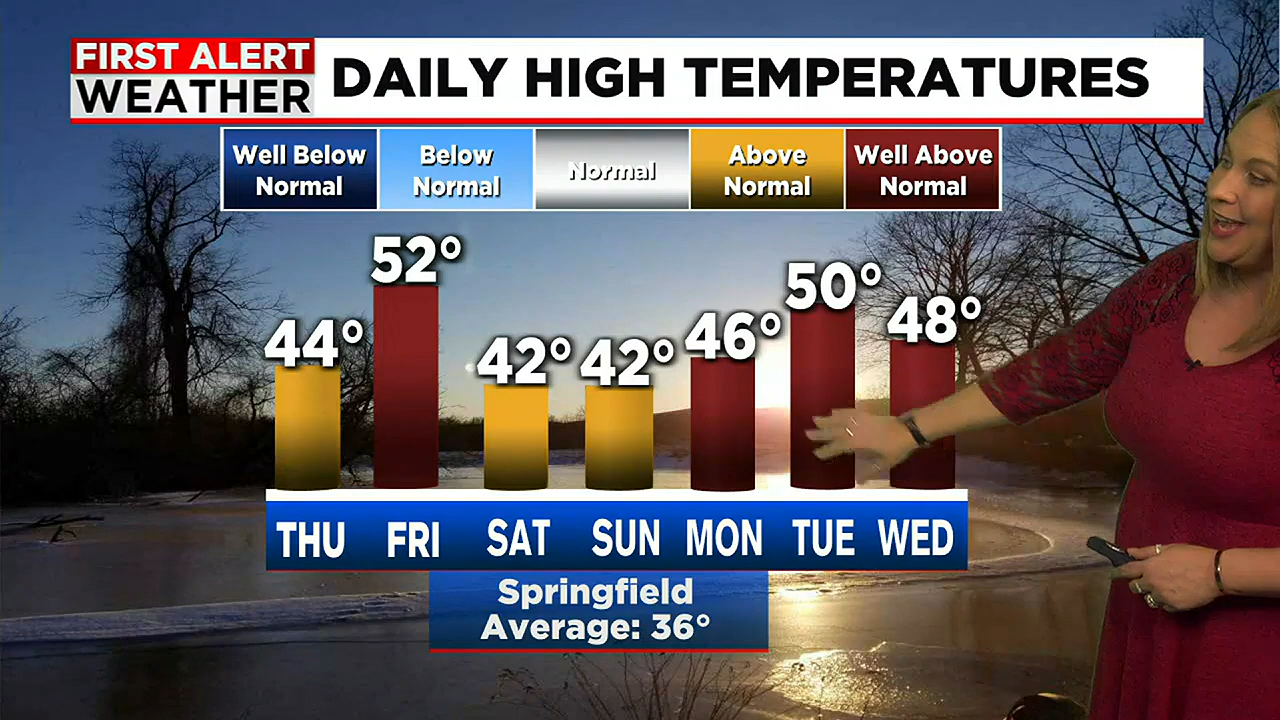 FIRST ALERT
WEATHER
DAILY HIGH TEMPERATURES
Well Below
Normal
Below
Normal
Normal
Above
Normal
Well Above
Normal
44°
52°
42°
42°
46°
50°
48°
THU FRI SAT SUN MON TUE WED
Springfield
Average: 36°